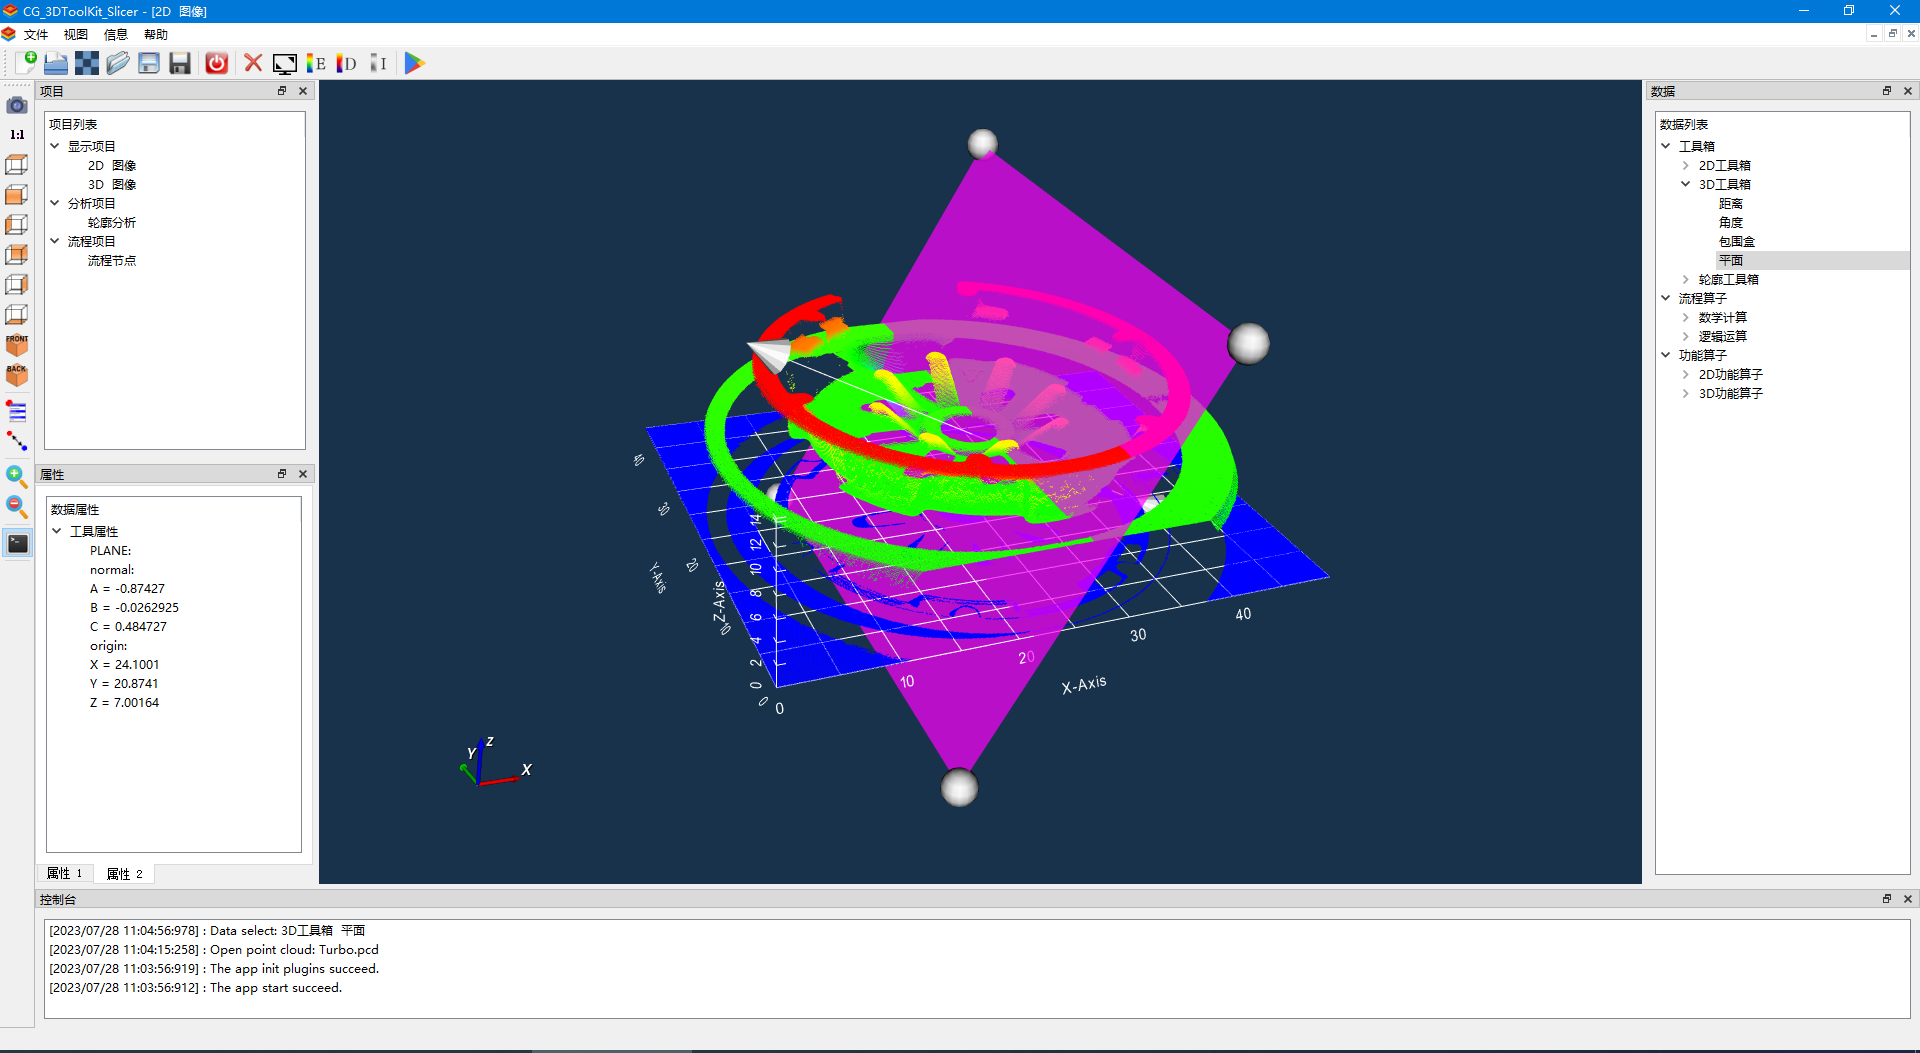 CG_3DToolKit_Slicer - [2D 图像]
文件 视图 信息 帮助
E D I
项目
1:1
项目列表
显示项目
2D 图像
3D 图像
分析项目
轮廓分析
流程项目
流程节点
FRONT
BACK
属性
数据属性
工具属性
PLANE:
normal:
A = -0.87427
B = -0.0262925
C = 0.484727
origin:
X = 24.1001
Y = 20.8741
Z = 7.00164
属性 1 属性 2
Y-Axis
20
10
0
Z-Axis
14
12
10
8
6
4
2
0
0
10
20
30
40
X-Axis
Y
Z
X
数据
数据列表
工具箱
2D工具箱
3D工具箱
距离
角度
包围盒
平面
轮廓工具箱
流程算子
数学计算
逻辑运算
功能算子
2D功能算子
3D功能算子
控制台
[2023/07/28 11:04:56:978] : Data select: 3D工具箱 平面
[2023/07/28 11:04:15:258] : Open point cloud: Turbo.pcd
[2023/07/28 11:03:56:919] : The app init plugins succeed.
[2023/07/28 11:03:56:912] : The app start succeed.